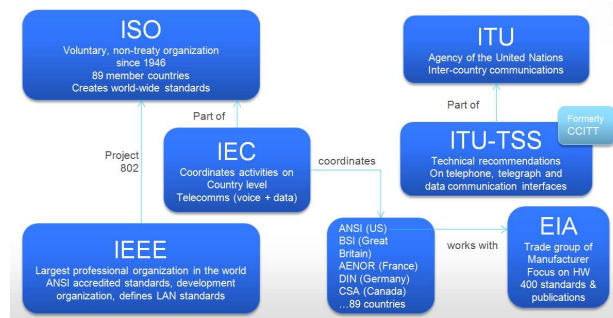 ISO
Voluntary, non-treaty organization
since 1946
89 member countries
Creates world-wide standards
ITU
Agency of the United Nations
Inter-country communications
Part of
Part of
Formerly
CCITT
Project
802
IEC
Coordinates activities on
Country level
Telecomms (voice + data)
coordinates
ITU-TSS
Technical recommendations
On telephone, telegraph and
data communication interfaces
IEEE
Largest professional organization in the world
ANSI accredited standards, development
organization, defines LAN standards
ANSI (US)
BSI (Great
Britain)
AENOR (France)
DIN (Germany)
CSA (Canada)
...89 countries
works with
EIA
Trade group of
Manufacturer
Focus on HW
400 standards &
publications